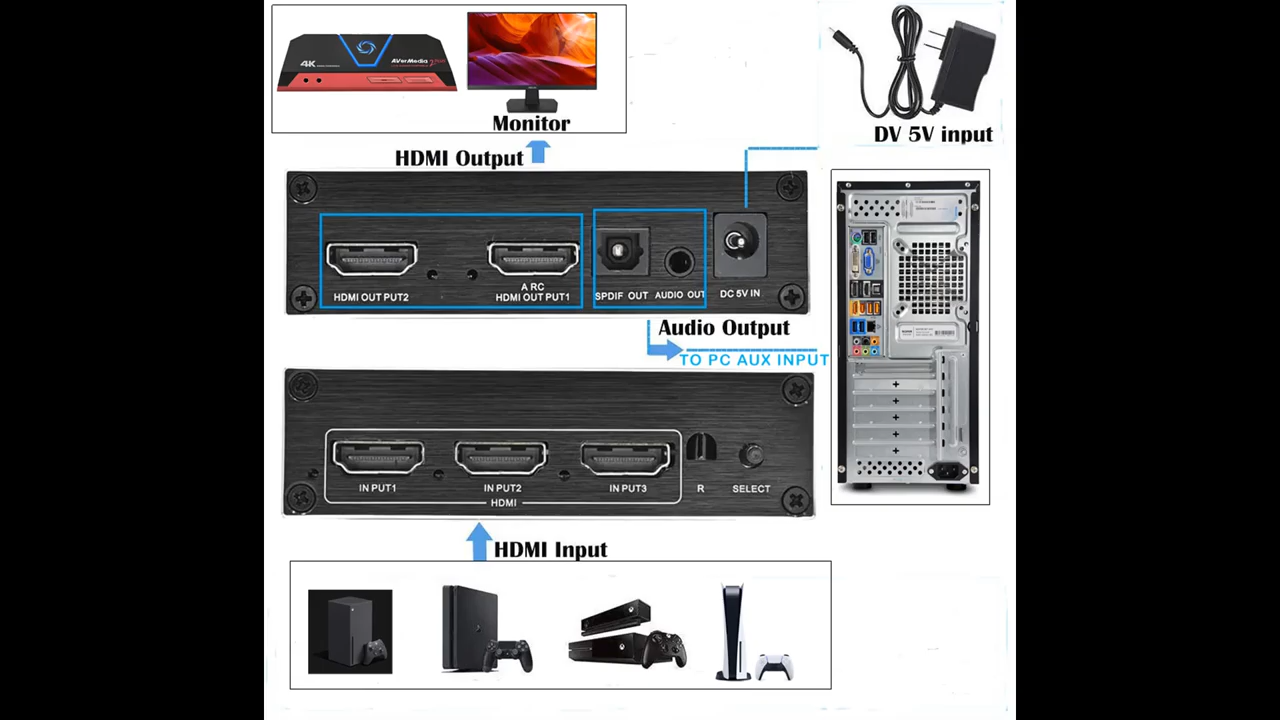 4K
AVerMedia
Monitor
DV 5V input
HDMI Output
HDMI OUT PUT2
A RC
HDMI OUT PUT1
SPDIF OUT
AUDIO OUT
DC 5V IN
Audio Output
TO PC AUX INPUT
IN PUT1
IN PUT2
IN PUT3
R
SELECT
HDMI
HDMI Input